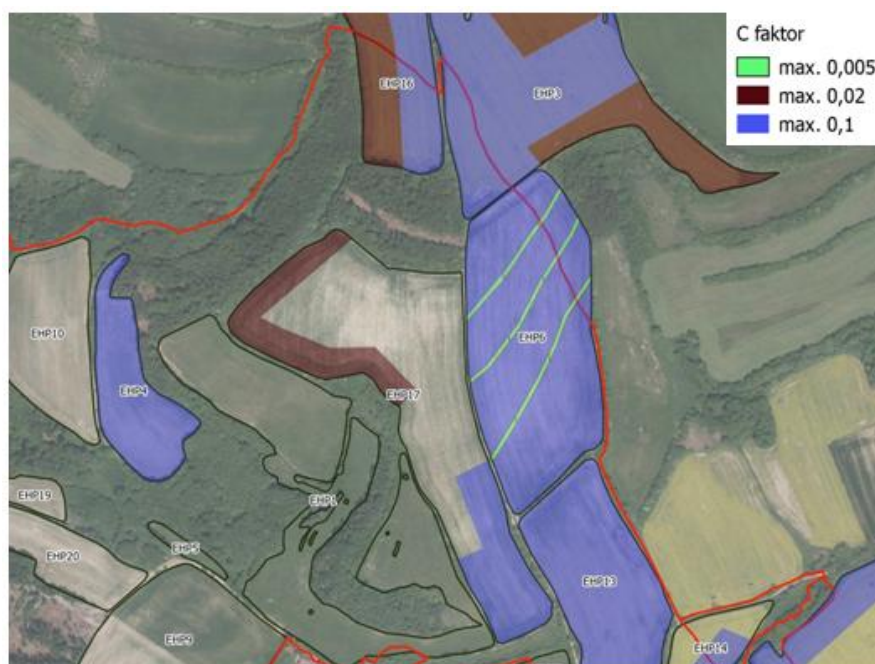 C faktor
max. 0,005
max. 0,02
max. 0,1
EHP16
EHP3
EHP10
EHP4
EHP6
EHP17
EHP19
EHP1
EHP20
EHP5
EHP13
EHP9
EHP14